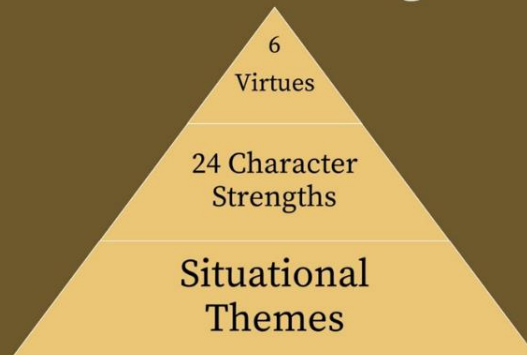 6
Virtues
24 Character
Strengths
Situational
Themes